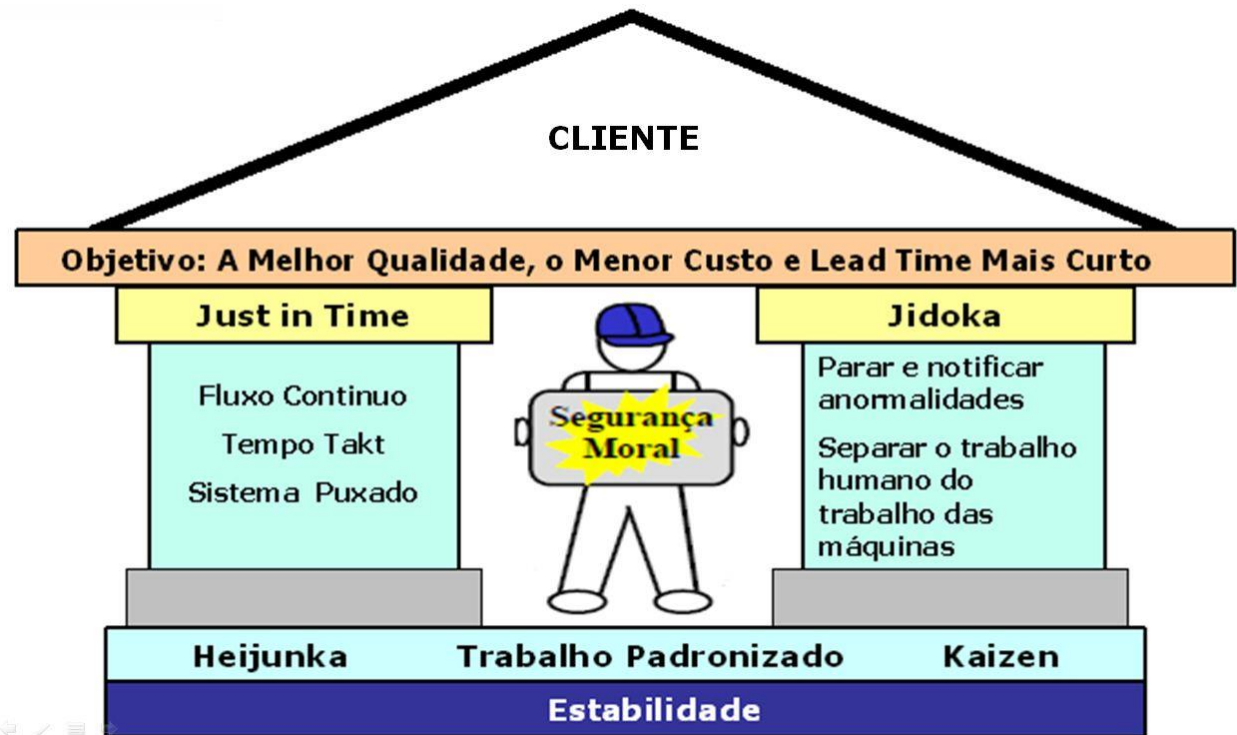 CLIENTE
Objetivo: A Melhor Qualidade, o Menor Custo e Lead Time Mais Curto
Just in Time
Fluxo Continuo
Tempo Takt
Sistema Puxado
Segurança
Moral
Jidoka
Parar e notificar
anormalidades
Separar o trabalho
humano do
trabalho das
máquinas
Heijunka Trabalho Padronizado Kaizen
Estabilidade